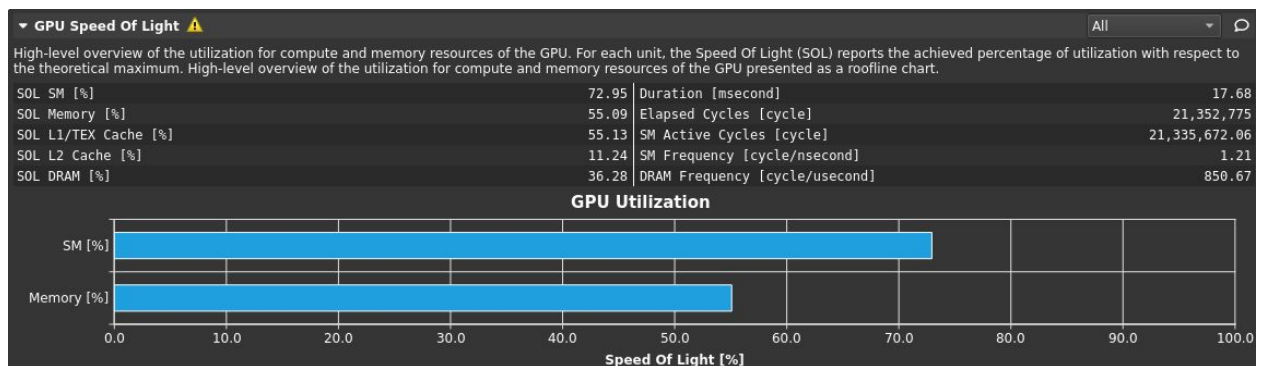 GPU Speed Of Light
All
High-level overview of the utilization for compute and memory resources of the GPU. For each unit, the Speed Of Light (SOL) reports the achieved percentage of utilization with respect to
the theoretical maximum. High-level overview of the utilization for compute and memory resources of the GPU presented as a roofline chart.
SOL SM [%] 72.95 Duration [msecond] 17.68
SOL Memory [%] 55.09 Elapsed Cycles [cycle] 21,352,775
SOL L1/TEX Cache [%] 55.13 SM Active Cycles [cycle] 21,335,672.06
SOL L2 Cache [%] 11.24 SM Frequency [cycle/nsecond] 1.21
SOL DRAM [%] 36.28 DRAM Frequency [cycle/usecond] 850.67
GPU Utilization
SM [%]
Memory [%]
0.0 10.0 20.0 30.0 40.0 50.0 60.0 70.0 80.0 90.0 100.0
Speed Of Light [%]